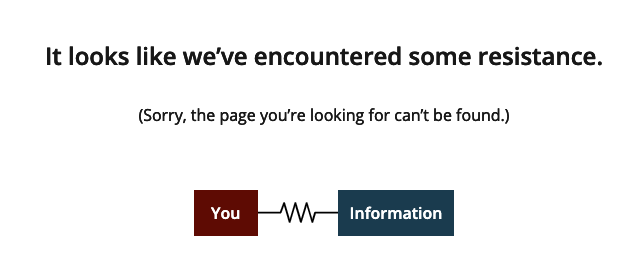 It looks like we’ve encountered some resistance.
(Sorry, the page you’re looking for can’t be found.)
You Information